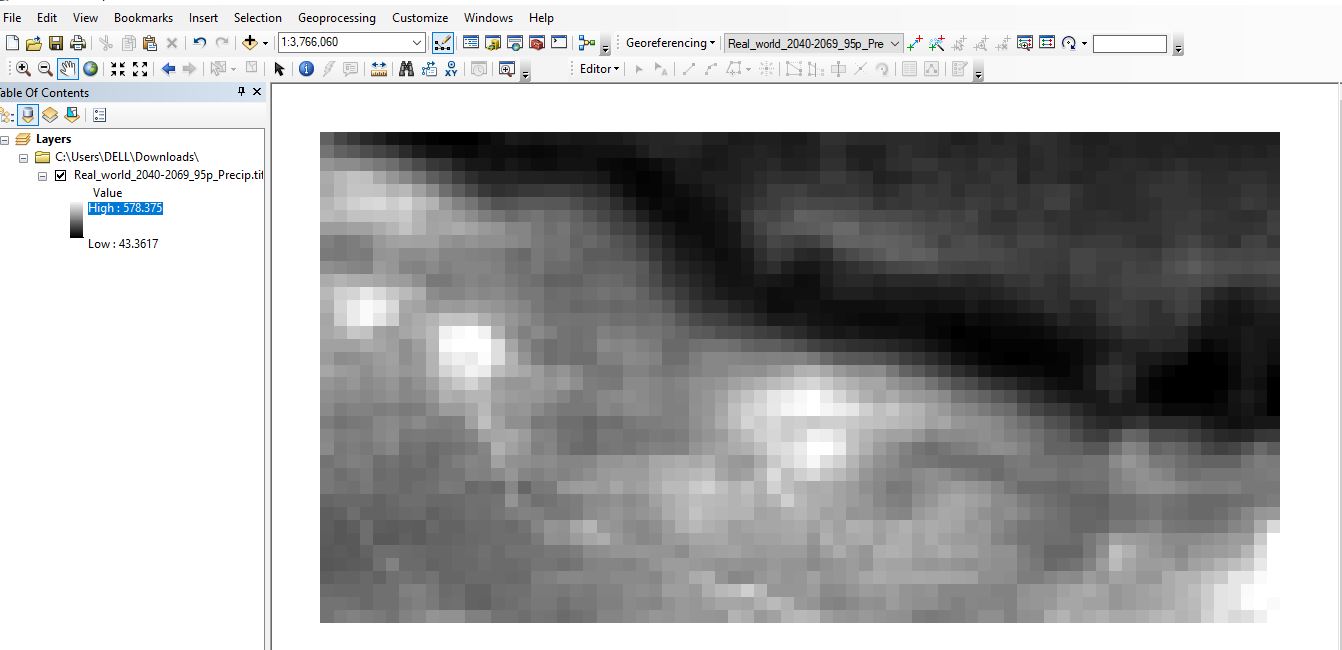 File Edit View Bookmarks Insert Selection Geoprocessing Customize Windows Help
1:3,766,060 Georeferencing Real_world_2040-2069_95p_Pre
XY Editor
Table Of Contents
Layers
C:\Users\DELL\Downloads\
Real_world_2040-2069_95p_Precip.tif
Value
High : 578.375
Low : 43.3617